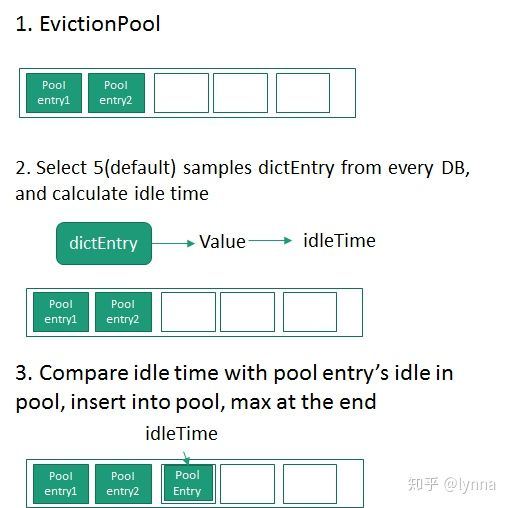 1. EvictionPool
Pool
entry1
Pool
entry2
2. Select 5(default) samples dictEntry from every DB,
and calculate idle time
dictEntry
Value
idleTime
Pool
entry1
Pool
entry2
3. Compare idle time with pool entry's idle in
pool, insert into pool, max at the end
idleTime
Pool
entry1
Pool
entry2
Pool
Entry
知乎 @lynna